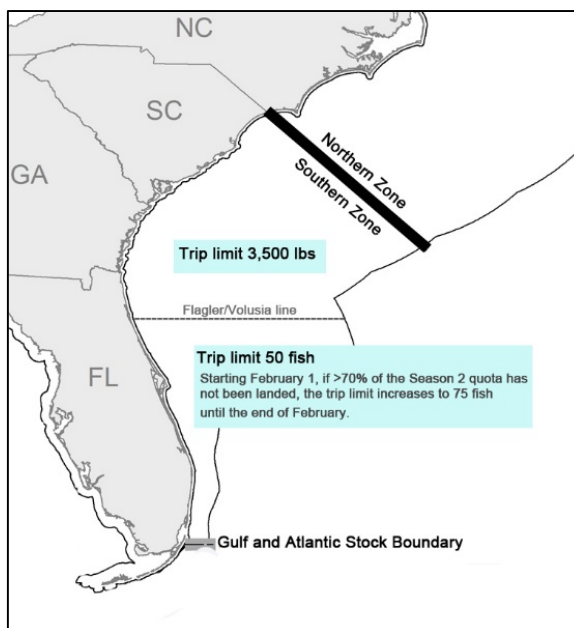 NC
SC
GA
Northern Zone
Southern Zone
Trip limit 3,500 lbs
Flagler/Volusia line
FL
Trip limit 50 fish
Starting February 1, if >70% of the Season 2 quota has
not been landed, the trip limit increases to 75 fish
until the end of February.
Gulf and Atlantic Stock Boundary